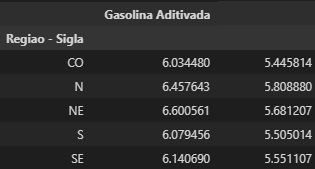 Gasolina Aditivada
Regiao - Sigla
CO 6.034480 5.445814
N 6.457643 5.808880
NE 6.600561 5.681207
S 6.079456 5.505014
SE 6.140690 5.551107